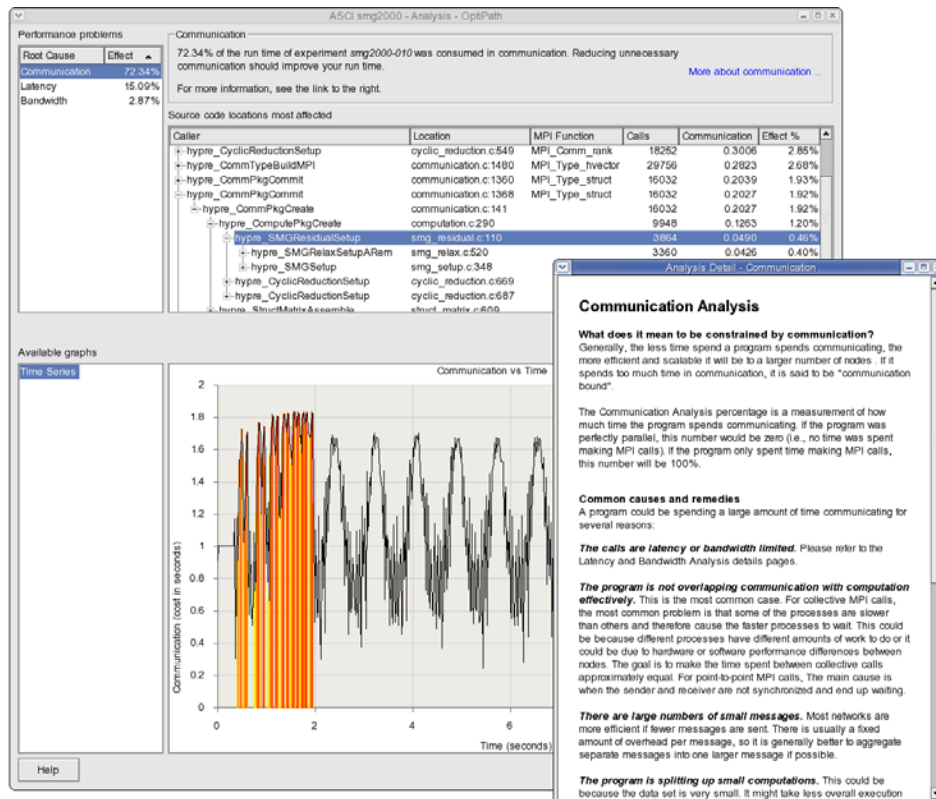 ASCI smg2000 - Analysis - OptiPath
Performance problems
Root Cause Effect
Communication 72.34%
Latency 15.09%
Bandwidth 2.87%
Communication
72.34% of the run time of experiment smg2000-010 was consumed in communication. Reducing unnecessary
communication should improve your run time.
More about communication ...
For more information, see the link to the right.
Source code locations most affected
Caller Location MPI Function Calls Communication Effect %
hypre_CyclicReductionSetup cyclic_reduction.c:549 MPI_Comm_rank 18252 0.3006 2.85%
hypre_CommTypeBuildMPI communication.c:1480 MPI_Type_hvector 29756 0.2823 2.68%
hypre_CommPkgCommit communication.c:1360 MPI_Type_struct 16032 0.2039 1.93%
hypre_CommPkgCommit communication.c:1368 MPI_Type_struct 16032 0.2027 1.92%
hypre_CommPkgCreate communication.c:141 16032 0.2027 1.92%
hypre_ComputePkgCreate computation.c:290 9948 0.1263 1.20%
hypre_SMGResidualSetup smg_residual.c:110 3864 0.0490 0.46%
hypre_SMGRelaxSetupARem smg_relax.c:520 3360 0.0426 0.40%
hypre_SMGSetup smg_setup.c:348
hypre_CyclicReductionSetup cyclic_reduction.c:669
hypre_CyclicReductionSetup cyclic_reduction.c:687
hypre_StructMatrixAssemble struct_matrix.c:609
Available graphs
Time Series
Communication vs Time
2
1.8
1.6
1.4
1.2
1
0.8
0.6
0.4
0.2
0
Communication (cost in seconds)
0 2 4 6
Time (seconds)
Help
Analysis Detail - Communication
Communication Analysis
What does it mean to be constrained by communication?
Generally, the less time spend a program spends communicating, the
more efficient and scalable it will be to a larger number of nodes . If it
spends too much time in communication, it is said to be "communication
bound".
The Communication Analysis percentage is a measurement of how
much time the program spends communicating. If the program was
perfectly parallel, this number would be zero (i.e., no time was spent
making MPI calls). If the program only spent time making MPI calls,
this number will be 100%.
Common causes and remedies
A program could be spending a large amount of time communicating for
several reasons:
The calls are latency or bandwidth limited. Please refer to the
Latency and Bandwidth Analysis details pages.
The program is not overlapping communication with computation
effectively. This is the most common case. For collective MPI calls,
the most common problem is that some of the processes are slower
than others and therefore cause the faster processes to wait. This could
be because different processes have different amounts of work to do or it
could be due to hardware or software performance differences between
nodes. The goal is to make the time spent between collective calls
approximately equal. For point-to-point MPI calls, The main cause is
when the sender and receiver are not synchronized and end up waiting.
There are large numbers of small messages. Most networks are
more efficient if fewer messages are sent. There is usually a fixed
amount of overhead per message, so it is generally better to aggregate
separate messages into one larger message if possible.
The program is splitting up small computations. This could be
because the data set is very small. It might take less overall execution